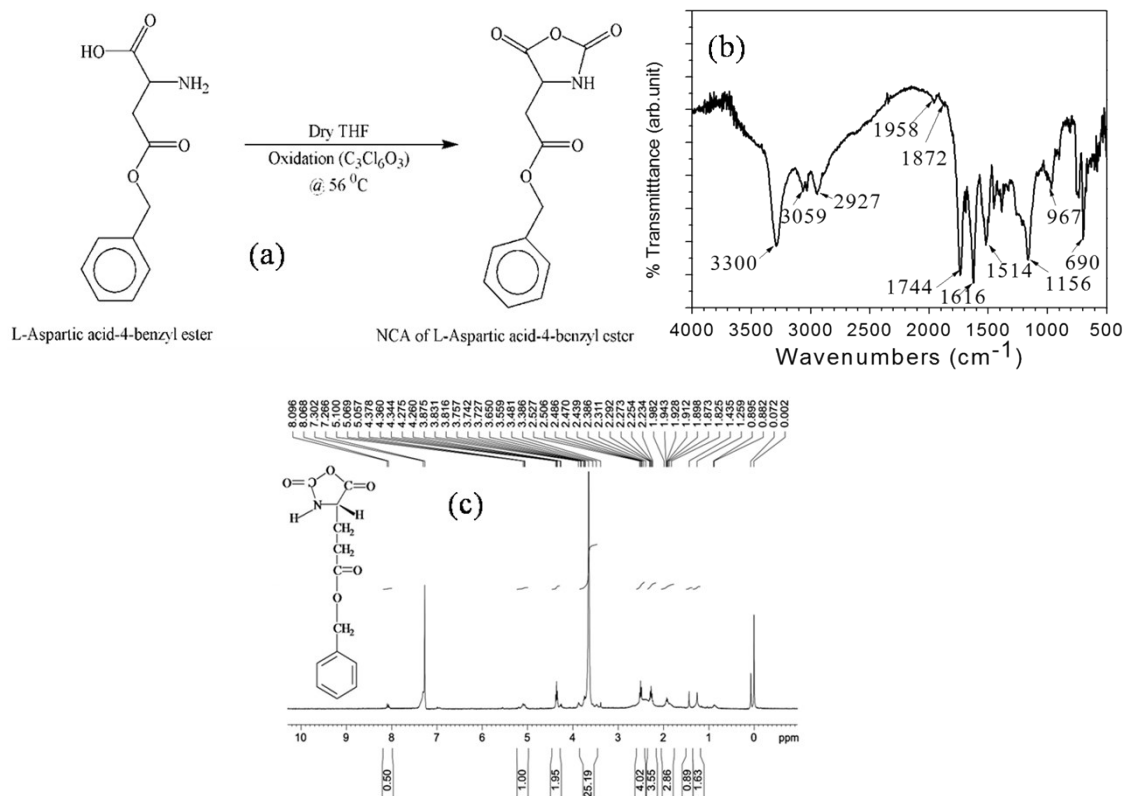 O
HO
NH₂
O
O
(a)
L-Aspartic acid-4-benzyl ester
Dry THF
Oxidation (C₃Cl₆O₃)
@ 56 ⁰C
O
O
O
NH
O
O
NCA of L-Aspartic acid-4-benzyl ester
(b)
% Transmitttance (arb.unit)
3300
3059
2927
1958
1872
1744
1616
1514
1156
967
690
4000 3500 3000 2500 2000 1500 1000 500
Wavenumbers (cm⁻¹)
8.096
8.068
7.302
7.266
5.100
5.069
5.057
4.378
4.360
4.344
4.275
4.260
3.875
3.831
3.816
3.757
3.742
3.727
3.650
3.559
3.481
3.386
3.527
2.506
2.486
2.470
2.439
2.386
2.311
2.292
2.273
2.254
2.234
1.982
1.943
1.928
1.912
1.898
1.873
1.825
1.435
1.259
0.895
0.882
0.072
0.002
(c)
O
O=C C=O
H N H
CH₂
CH₂
C=O
O
CH₂
10 9 8 7 6 5 4 3 2 1 0 ppm
0.50
1.00
1.95
25.19
4.02
3.55
2.86
0.89
1.63